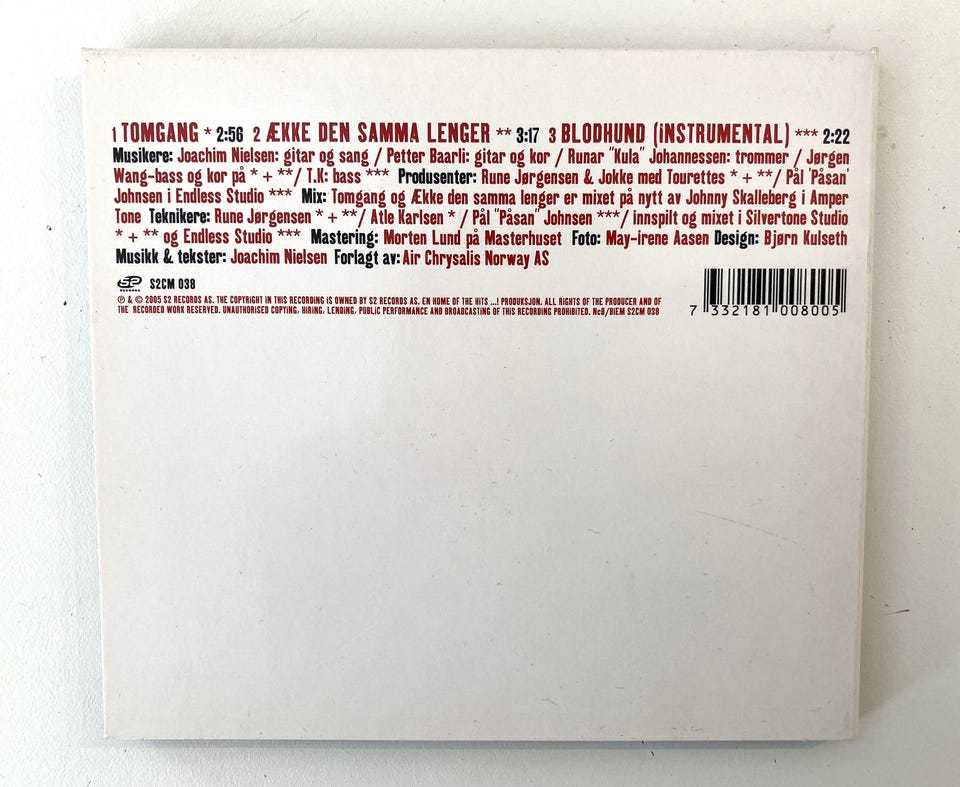 1 TOMGANG * 2:56 2 ÆKKE DEN SAMMA LENGER ** 3:17 3 BLODHUND (iNSTRUMENTAL) *** 2:22
Musikere: Joachim Nielsen: gitar og sang / Petter Baarli: gitar og kor / Runar "Kula" Johannessen: trommer / Jørgen
Wang-bass og kor på * + **/ T.K: bass *** Produsenter: Rune Jørgensen & Jokke med Tourettes * + **/ Pål 'Påsan'
Johnsen i Endless Studio *** Mix: Tomgang og Ække den samma lenger er mixet på nytt av Johnny Skalleberg i Amper
Tone Teknikere: Rune Jørgensen * + **/ Atle Karlsen * / Pål "Påsan" Johnsen ***/ innspilt og mixet i Silvertone Studio
* + ** og Endless Studio *** Mastering: Morten Lund på Masterhuset Foto: May-irene Aasen Design: Bjørn Kulseth
Musikk & tekster: Joachim Nielsen Forlagt av: Air Chrysalis Norway AS
S2 RECORDS S2CM 038
℗ & © 2005 S2 RECORDS AS. THE COPYRIGHT IN THIS RECORDING IS OWNED BY S2 RECORDS AS. EN HOME OF THE HITS ...! PRODUKSJON. ALL RIGHTS OF THE PRODUCER AND OF
THE RECORDED WORK RESERVED. UNAUTHORISED COPYING, HIRING, LENDING, PUBLIC PERFORMANCE AND BROADCASTING OF THIS RECORDING PROHIBITED. NcB/BiEM S2CM 038
7 332181 008005